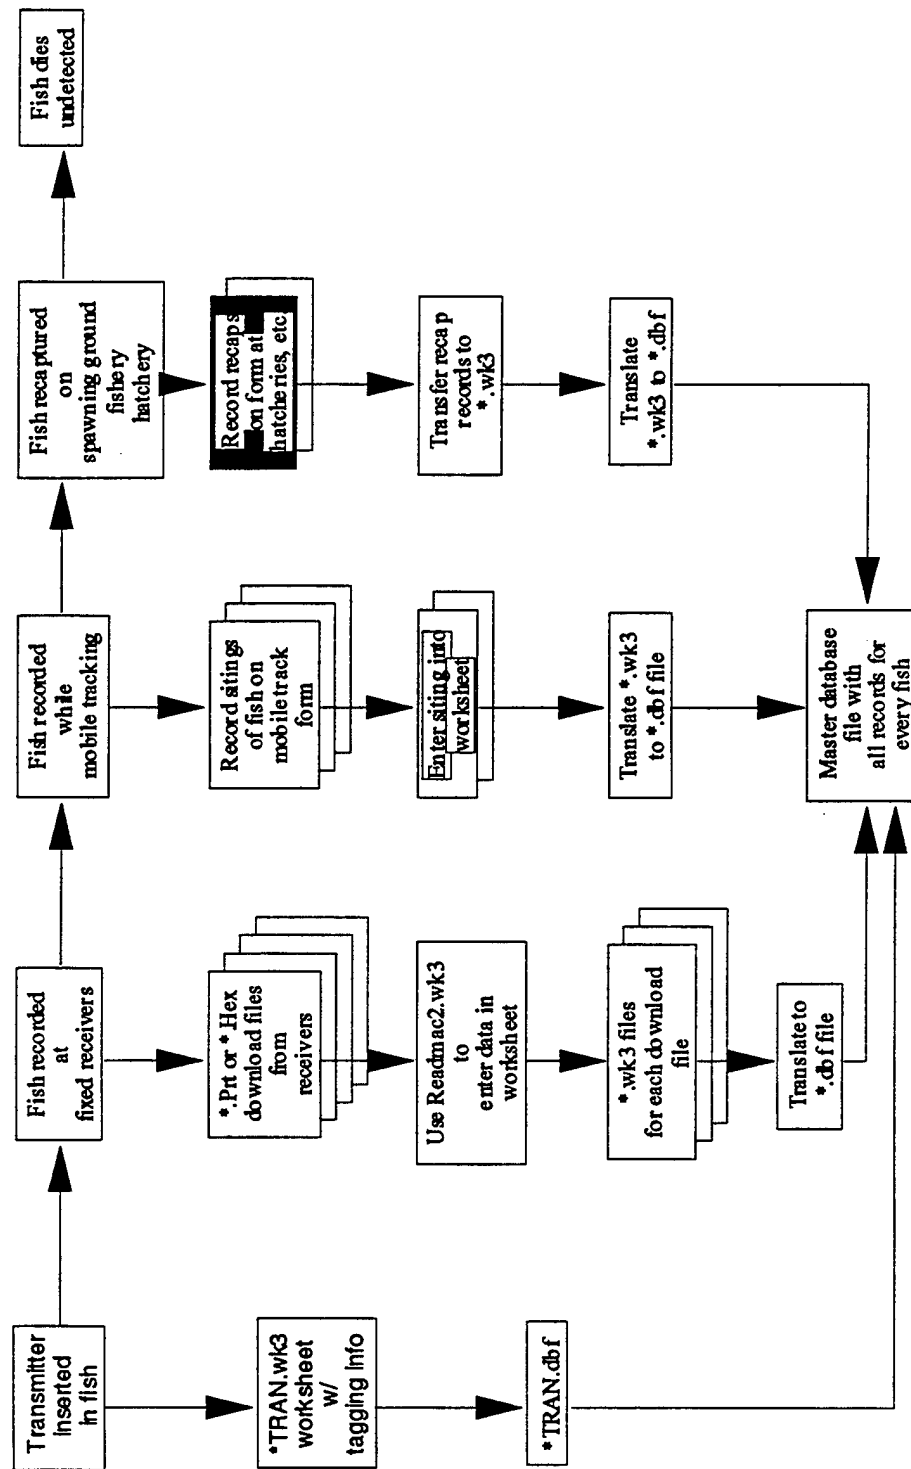 Transmitter
inserted
in fish
Fish recorded
at
fixed receivers
Fish recorded
while
mobile tracking
Fish recaptured
on
spawning ground
fishery
hatchery
Fish dies
undetected
*TRAN.wk3
worksheet
w/
tagging info
*.Prt or *.Hex
download files
from
receivers
Record sitings
of fish on
mobile track
form
Record recaps
on form at
hatcheries, etc
Use Readmac2.wk3
to
enter data in
worksheet
Enter siting into
worksheet
Transfer recap
records to
*.wk3
*TRAN.dbf
*.wk3 files
for each download
file
Translate *.wk3
to *.dbf file
Translate
*.wk3 to *.dbf
Translate to
*.dbf file
Master database
file with
all records for
every fish